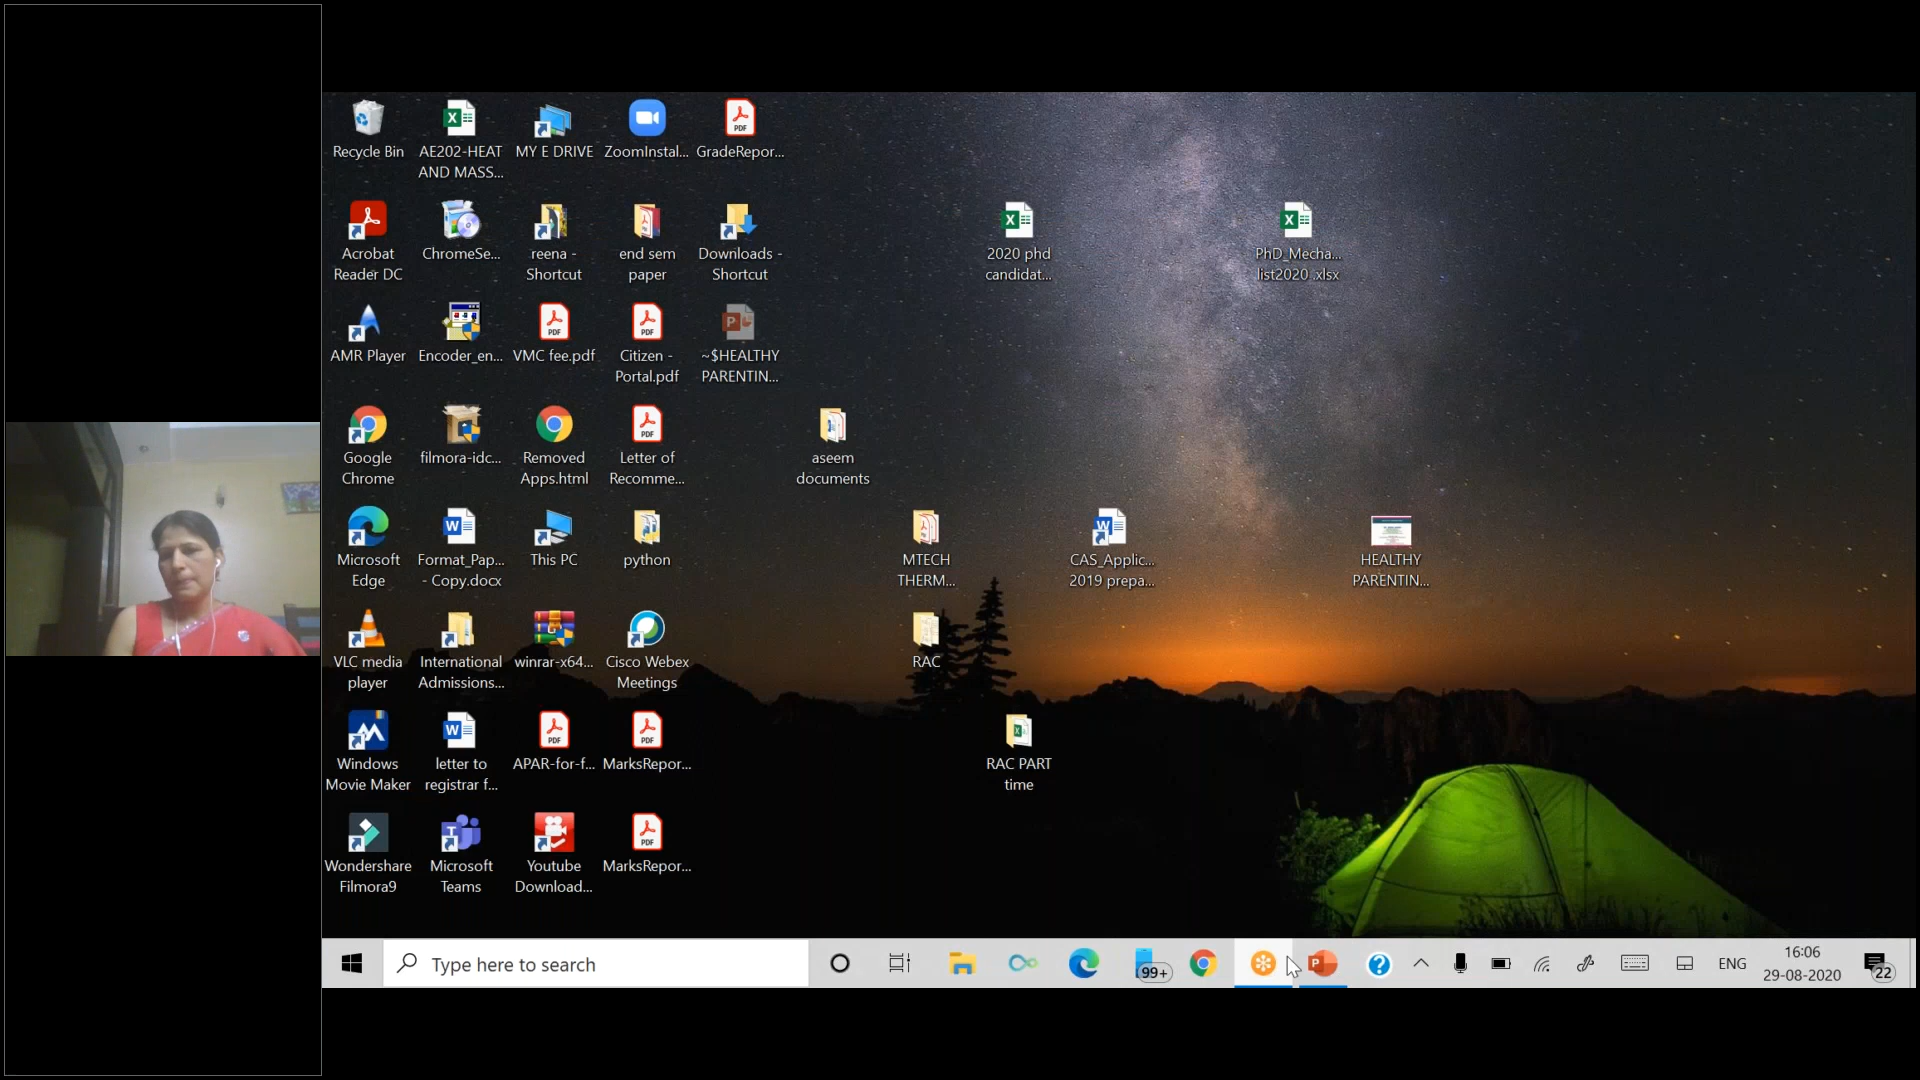 Recycle Bin
AE202-HEAT
AND MASS...
MY E DRIVE
ZoomInstal...
GradeRepor...
Acrobat
Reader DC
ChromeSe...
reena -
Shortcut
end sem
paper
Downloads -
Shortcut
2020 phd
candidat...
PhD_Mecha...
list2020 .xlsx
AMR Player
Encoder_en...
VMC fee.pdf
Citizen -
Portal.pdf
~$HEALTHY
PARENTIN...
Google
Chrome
filmora-idc...
Removed
Apps.html
Letter of
Recomme...
aseem
documents
Microsoft
Edge
Format_Pap...
- Copy.docx
This PC
python
MTECH
THERM...
CAS_Applic...
2019 prepa...
HEALTHY
PARENTIN...
VLC media
player
International
Admissions...
winrar-x64...
Cisco Webex
Meetings
RAC
Windows
Movie Maker
letter to
registrar f...
APAR-for-f...
MarksRepor...
RAC PART
time
Wondershare
Filmora9
Microsoft
Teams
Youtube
Download...
MarksRepor...
Type here to search
99+
ENG
16:06
29-08-2020
22